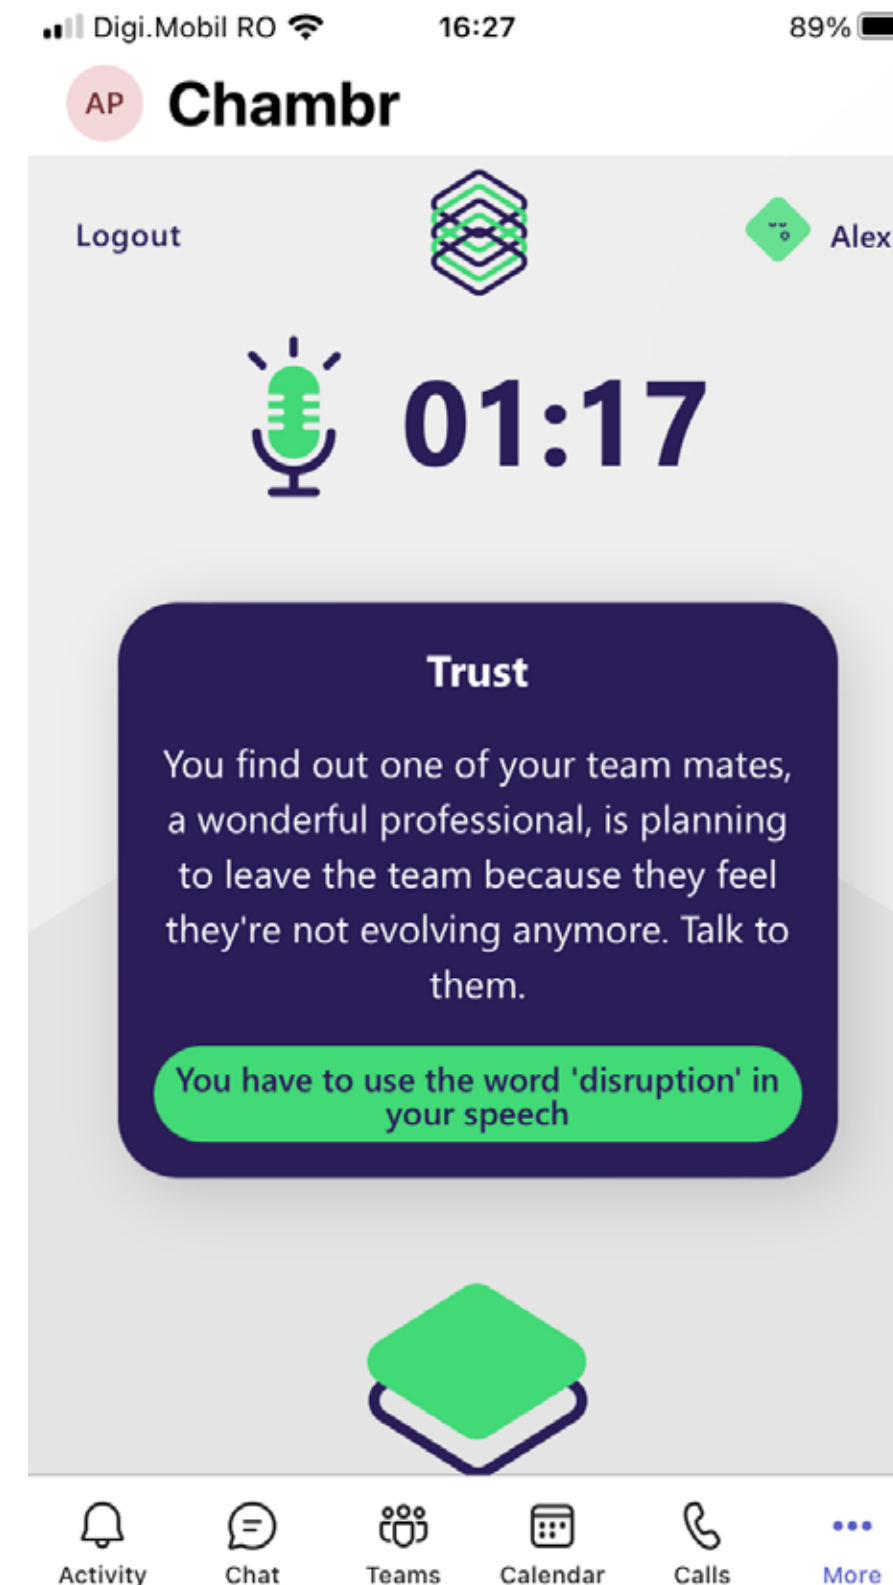 Digi.Mobil RO 16:27 89%
AP Chambr
Logout Alex
01:17
Trust
You find out one of your team mates,
a wonderful professional, is planning
to leave the team because they feel
they're not evolving anymore. Talk to
them.
You have to use the word 'disruption' in
your speech
Activity Chat Teams Calendar Calls More